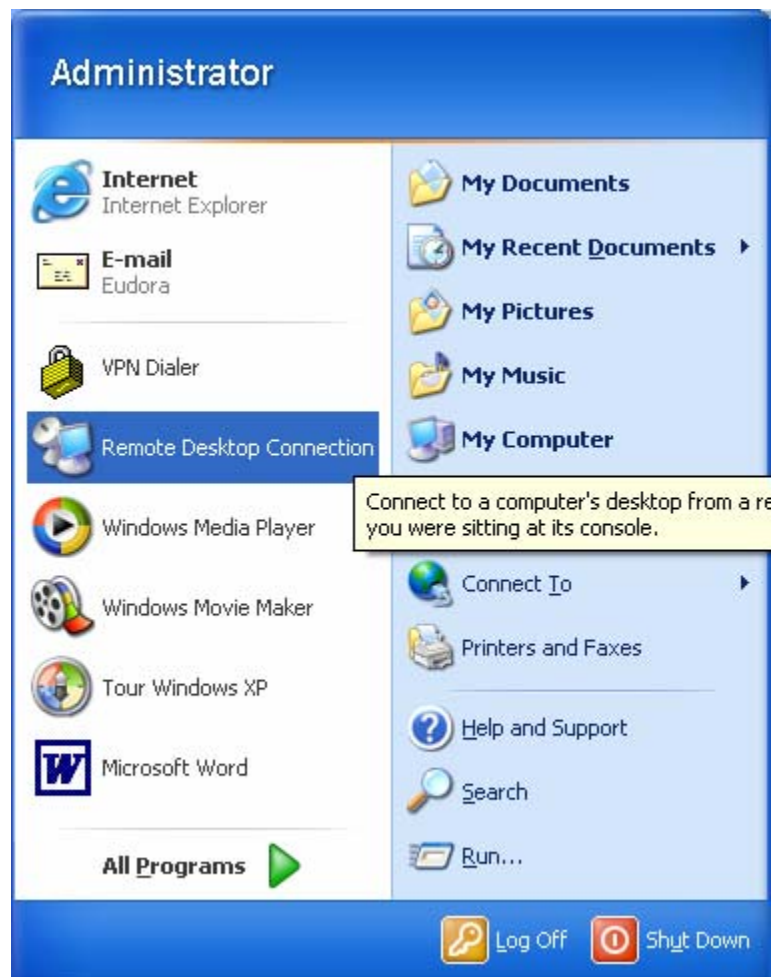 Administrator
Internet
Internet Explorer
E-mail
Eudora
VPN Dialer
Remote Desktop Connection
Windows Media Player
Windows Movie Maker
Tour Windows XP
Microsoft Word
All Programs
My Documents
My Recent Documents
My Pictures
My Music
My Computer
Connect to a computer's desktop from a re
you were sitting at its console.
Connect To
Printers and Faxes
Help and Support
Search
Run...
Log Off
Shut Down